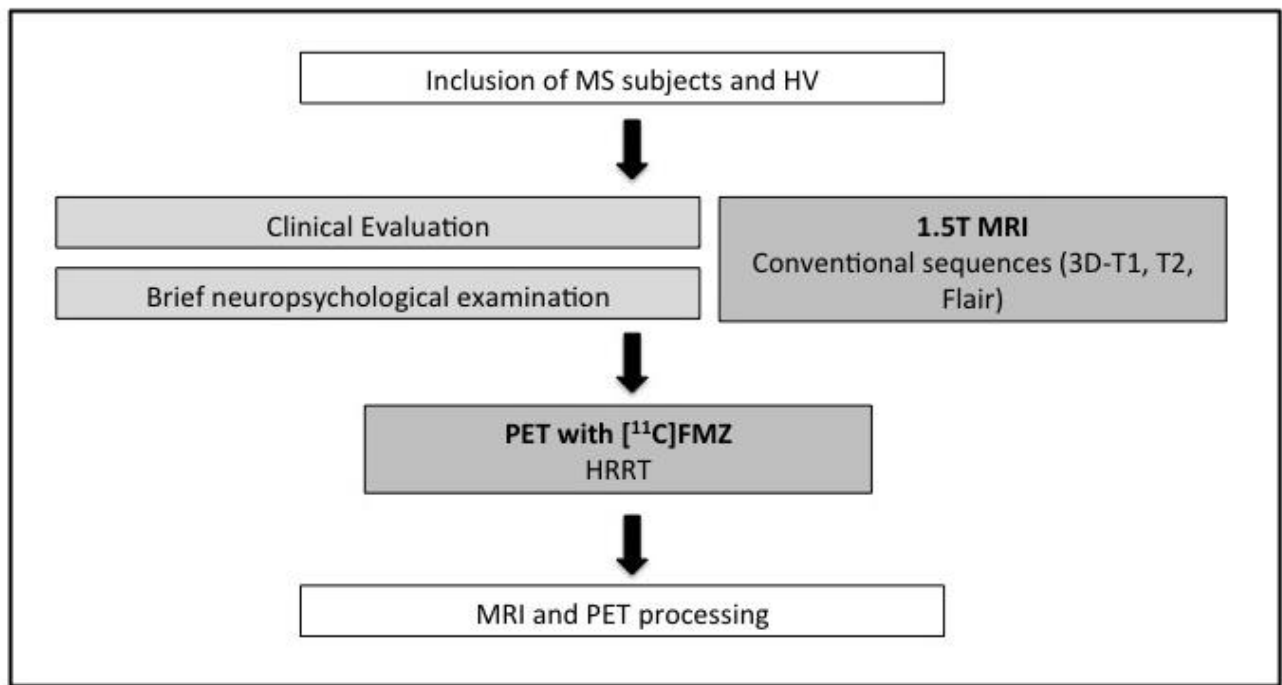 Inclusion of MS subjects and HV
Clinical Evaluation
Brief neuropsychological examination
1.5T MRI
Conventional sequences (3D-T1, T2,
Flair)
PET with [¹¹C]FMZ
HRRT
MRI and PET processing